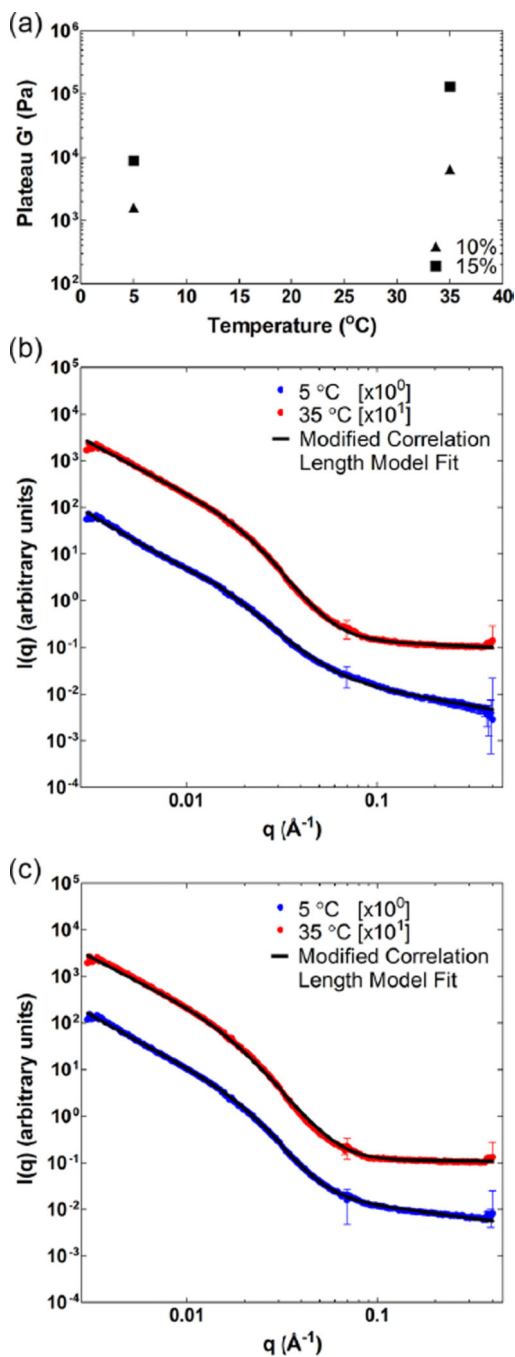 (a)
10⁶
10⁵
10⁴
10³
10²
Plateau G' (Pa)
10%
15%
0 5 10 15 20 25 30 35 40
Temperature (°C)
(b)
10⁵
10⁴
10³
10²
10¹
10⁰
10⁻¹
10⁻²
10⁻³
10⁻⁴
I(q) (arbitrary units)
5 °C [x10⁰]
35 °C [x10¹]
Modified Correlation
Length Model Fit
0.01 0.1
q (Å⁻¹)
(c)
10⁵
10⁴
10³
10²
10¹
10⁰
10⁻¹
10⁻²
10⁻³
10⁻⁴
I(q) (arbitrary units)
5 °C [x10⁰]
35 °C [x10¹]
Modified Correlation
Length Model Fit
0.01 0.1
q (Å⁻¹)